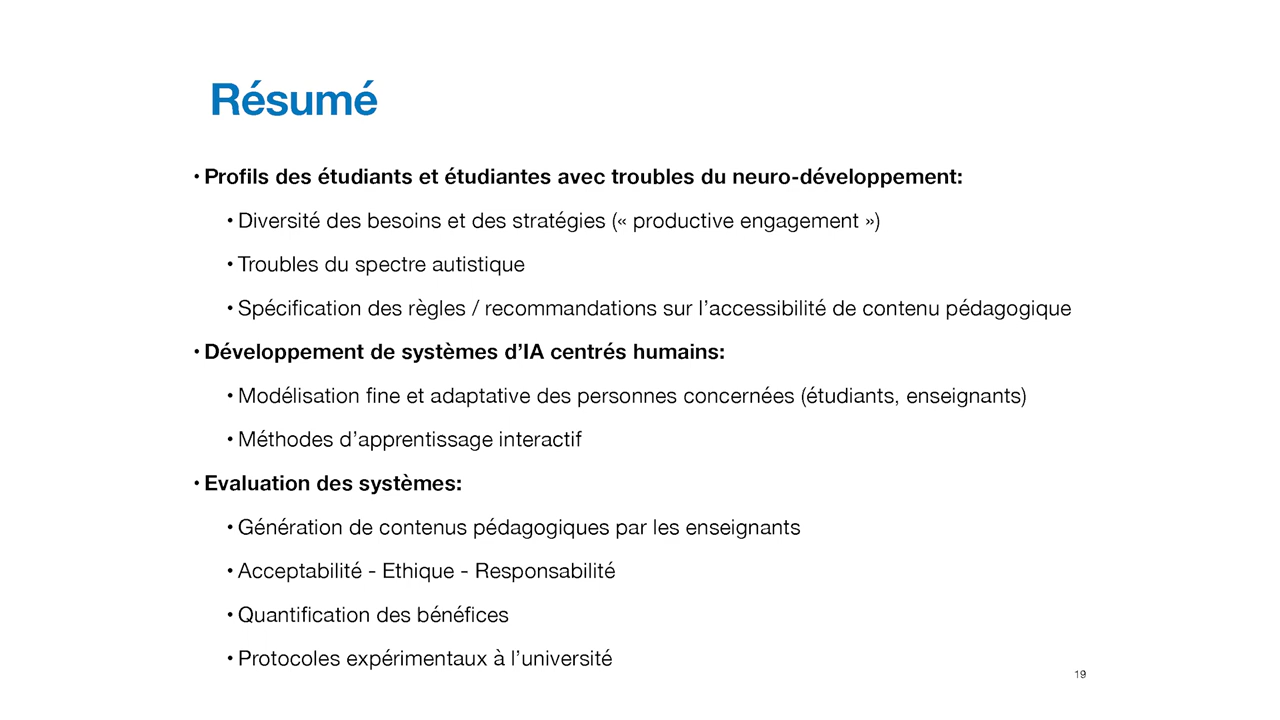 Résumé
• Profils des étudiants et étudiantes avec troubles du neuro-développement:
• Diversité des besoins et des stratégies (« productive engagement »)
• Troubles du spectre autistique
• Spécification des règles / recommandations sur l’accessibilité de contenu pédagogique
• Développement de systèmes d’IA centrés humains:
• Modélisation fine et adaptative des personnes concernées (étudiants, enseignants)
• Méthodes d’apprentissage interactif
• Evaluation des systèmes:
• Génération de contenus pédagogiques par les enseignants
• Acceptabilité - Ethique - Responsabilité
• Quantification des bénéfices
• Protocoles expérimentaux à l’université
19